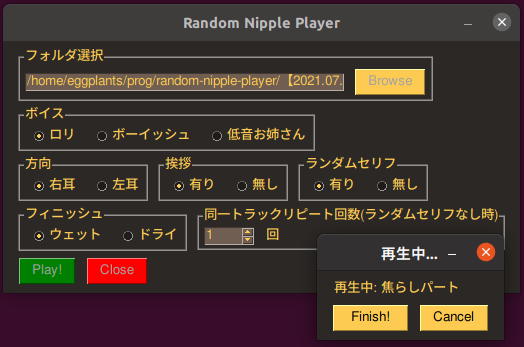 Random Nipple Player
フォルダ選択
/home/eggplants/prog/random-nipple-player/【2021.07.
Browse
ボイス
ロリ ボーイッシュ 低音お姉さん
方向
右耳 左耳
挨拶
有り 無し
ランダムセリフ
有り 無し
フィニッシュ
ウェット ドライ
同一トラックリピート回数(ランダムセリフなし時)
1 回
Play! Close
再生中...
再生中: 焦らしパート
Finish! Cancel